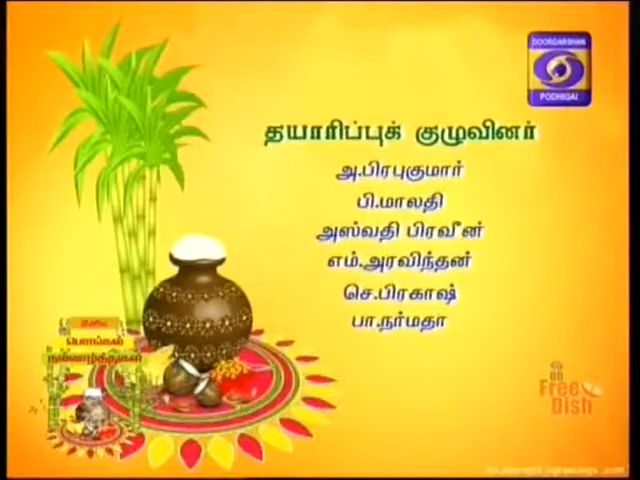 DOORDARSHAN
PODHIGAI
தயாரிப்புக் குழுவினர்
அ.பிரபுகுமார்
பி.மாலதி
அஸ்வதி பிரவீன்
எம்.அரவிந்தன்
செ.பிரகாஷ்
பா.நர்மதா
இனிய
பொங்கல்
நல்வாழ்த்துகள்
DD
Free
Dish